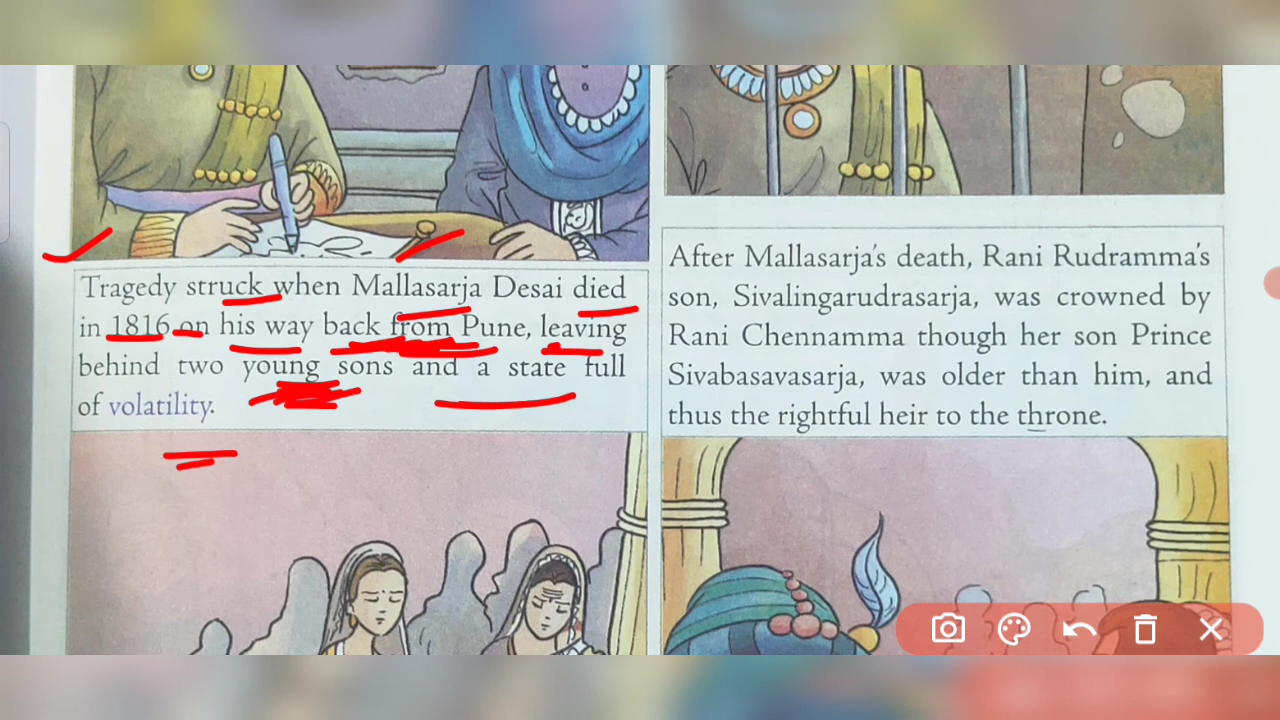 Tragedy struck when Mallasarja Desai died
in 1816 on his way back from Pune, leaving
behind two young sons and a state full
of volatility.
After Mallasarja's death, Rani Rudramma's
son, Sivalingarudrasarja, was crowned by
Rani Chennamma though her son Prince
Sivabasavasarja, was older than him, and
thus the rightful heir to the throne.